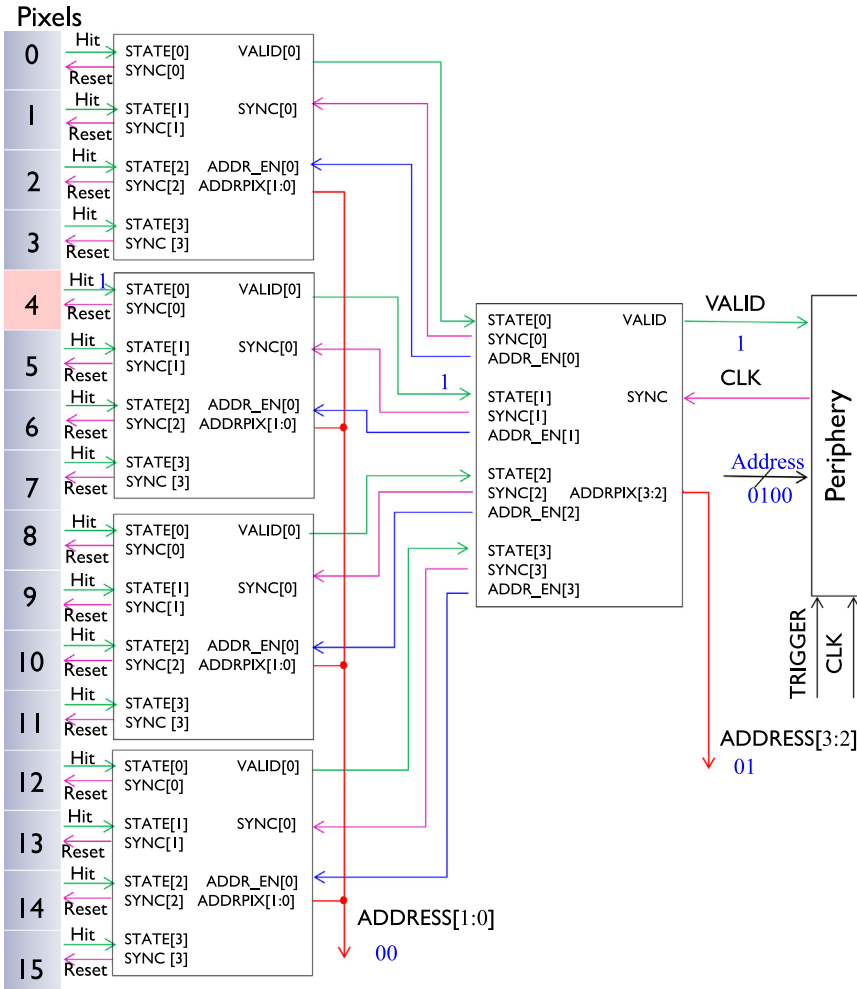 Pixels
0
1
2
3
4
5
6
7
8
9
10
11
12
13
14
15
Hit
Reset
Hit
Reset
Hit
Reset
Hit
Reset
STATE[0] VALID[0]
SYNC[0]
STATE[1] SYNC[0]
SYNC[1]
STATE[2] ADDR_EN[0]
SYNC[2] ADDRPIX[1:0]
STATE[3]
SYNC [3]
Hit 1
Reset
Hit
Reset
Hit
Reset
Hit
Reset
STATE[0] VALID[0]
SYNC[0]
STATE[1] SYNC[0]
SYNC[1]
STATE[2] ADDR_EN[0]
SYNC[2] ADDRPIX[1:0]
STATE[3]
SYNC [3]
Hit
Reset
Hit
Reset
Hit
Reset
Hit
Reset
STATE[0] VALID[0]
SYNC[0]
STATE[1] SYNC[0]
SYNC[1]
STATE[2] ADDR_EN[0]
SYNC[2] ADDRPIX[1:0]
STATE[3]
SYNC [3]
Hit
Reset
Hit
Reset
Hit
Reset
Hit
Reset
STATE[0] VALID[0]
SYNC[0]
STATE[1] SYNC[0]
SYNC[1]
STATE[2] ADDR_EN[0]
SYNC[2] ADDRPIX[1:0]
STATE[3]
SYNC [3]
ADDRESS[1:0]
00
1
STATE[0] VALID
SYNC[0]
ADDR_EN[0]
STATE[1] SYNC
SYNC[1]
ADDR_EN[1]
STATE[2]
SYNC[2] ADDRPIX[3:2]
ADDR_EN[2]
STATE[3]
SYNC[3]
ADDR_EN[3]
VALID
1
CLK
Address
0100
Periphery
TRIGGER
CLK
ADDRESS[3:2]
01